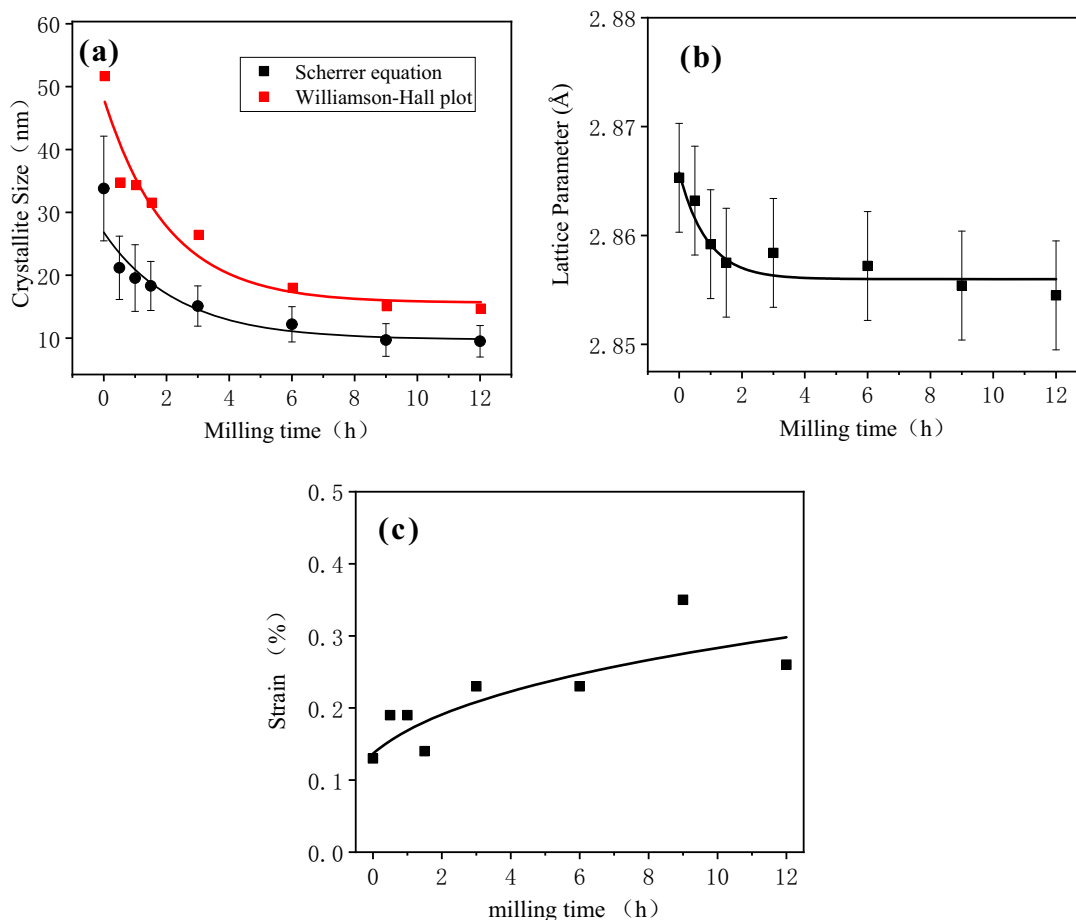 (a)
Scherrer equation
Williamson-Hall plot
Crystallite Size（nm）
60
50
40
30
20
10
0 2 4 6 8 10 12
Milling time（h）
(b)
Lattice Parameter (Å)
2.88
2.87
2.86
2.85
0 2 4 6 8 10 12
Milling time（h）
(c)
Strain （%）
0.5
0.4
0.3
0.2
0.1
0.0
0 2 4 6 8 10 12
milling time （h）